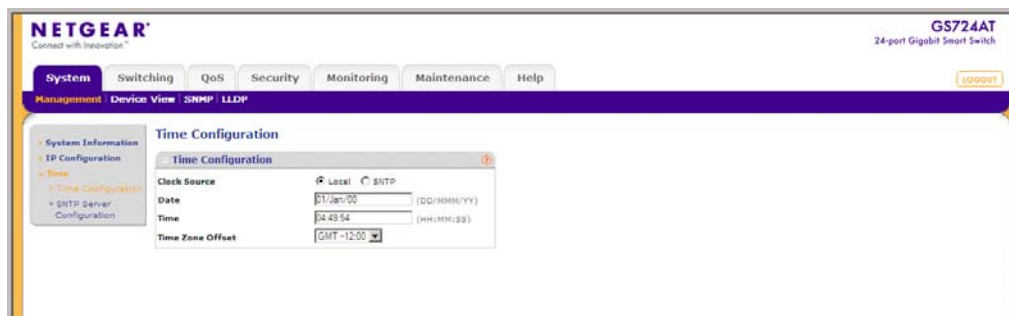 NETGEAR
Connect with Innovation™
GS724AT
24-port Gigabit Smart Switch
System Switching QoS Security Monitoring Maintenance Help
LOGOUT
Management Device View SNMP LLDP
System Information
IP Configuration
Time
Time Configuration
SNTP Server
Configuration
Time Configuration
Time Configuration
Clock Source Local SNTP
Date 01/Jan/00 (DD/MMM/YY)
Time 04:49:54 (HH:MM:SS)
Time Zone Offset GMT -12:00